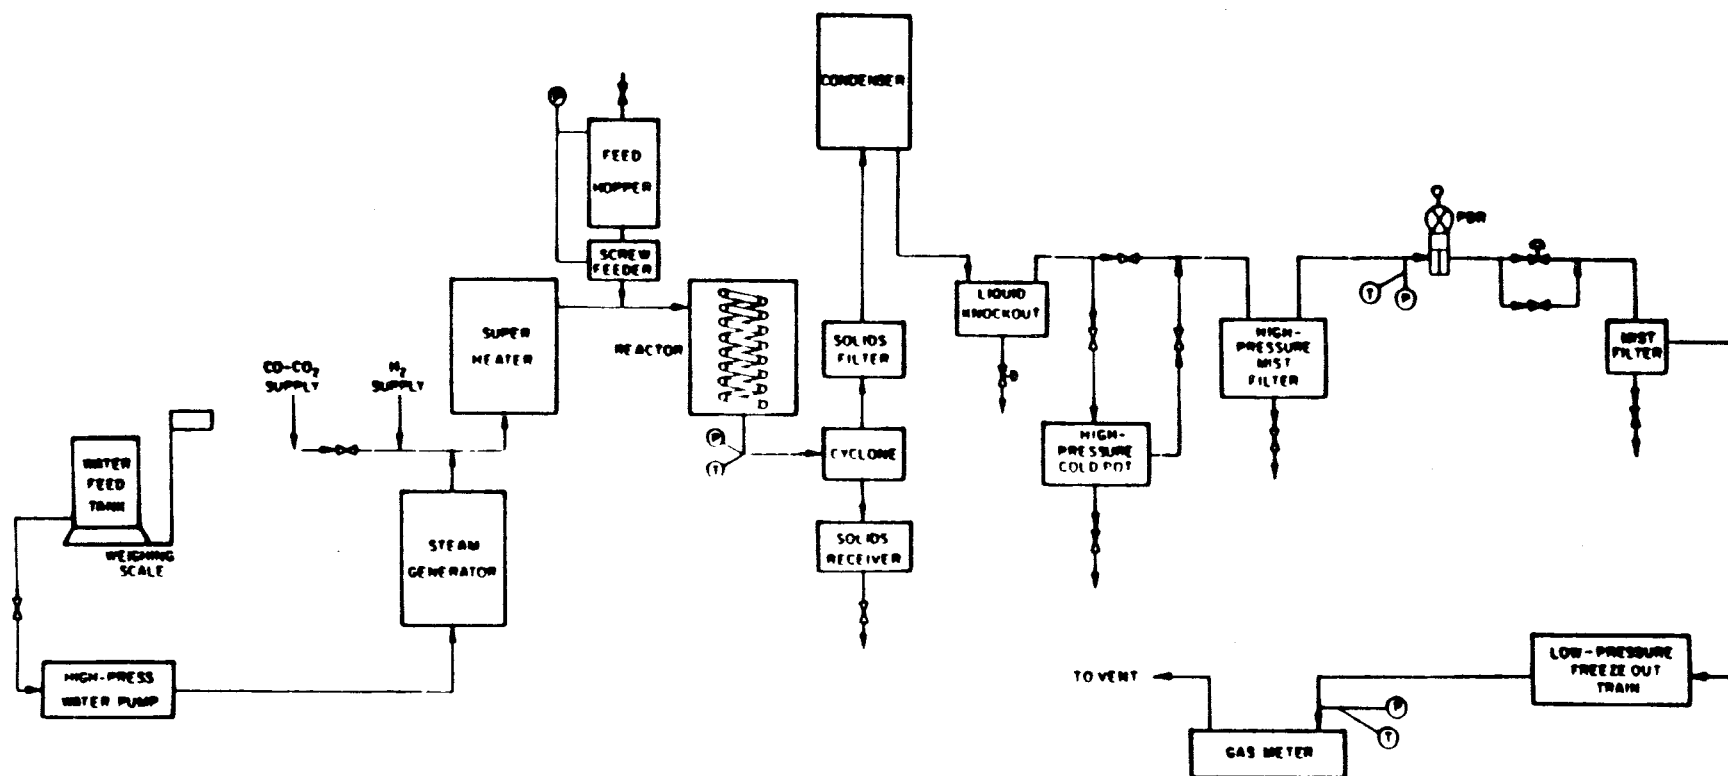 CONDENSER
P
FEED
HOPPER
SCREW
FEEDER
SUPER
HEATER
REACTOR
CO-CO₂
SUPPLY
H₂
SUPPLY
WATER
FEED
TANK
WEIGHING
SCALE
HIGH-PRESS
WATER PUMP
STEAM
GENERATOR
P
T
SOLIDS
FILTER
CYCLONE
SOLIDS
RECEIVER
LIQUID
KNOCKOUT
HIGH-
PRESSURE
COLD POT
HIGH-
PRESSURE
MIST
FILTER
T
P
PBR
MIST
FILTER
LOW-PRESSURE
FREEZE OUT
TRAIN
TO VENT
P
T
GAS METER